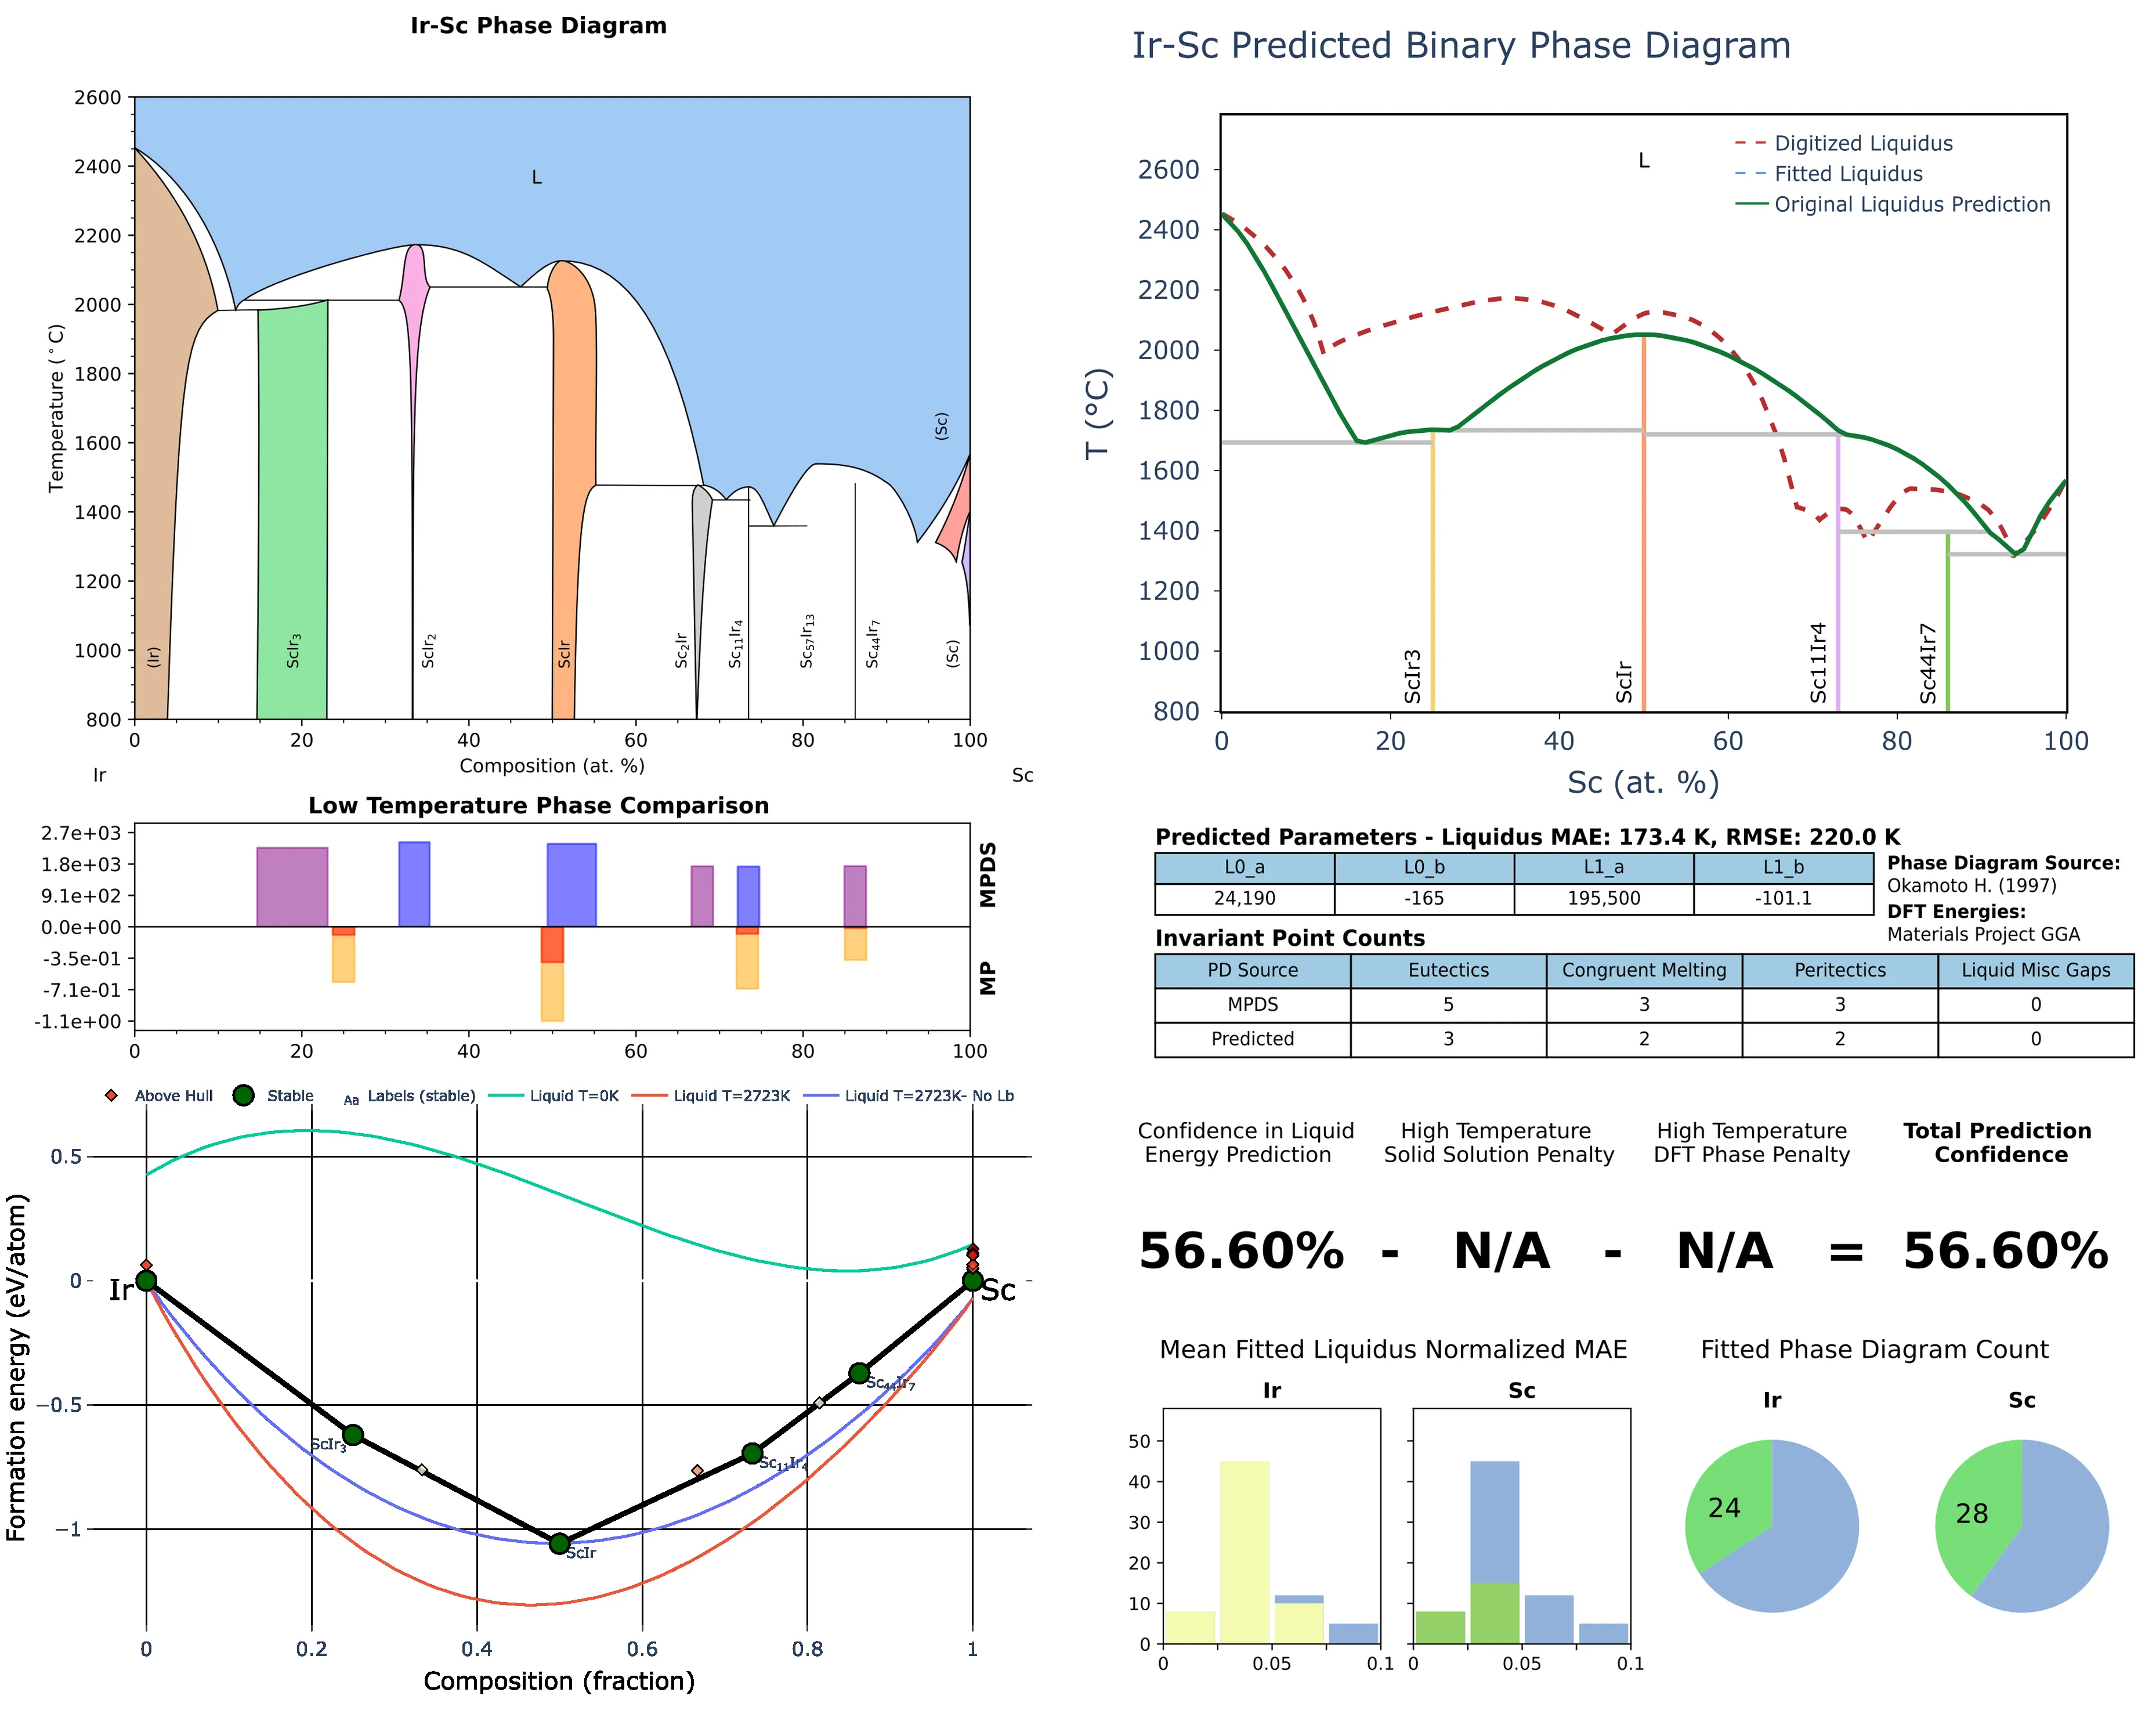 Ir-Sc Phase Diagram
2600
2400
2200
2000
1800
1600
1400
1200
1000
800
Temperature (°C)
L
(Sc)
(Ir)
ScIr3
ScIr2
ScIr
Sc2Ir
Sc11Ir4
Sc57Ir13
Sc44Ir7
(Sc)
0 20 40 60 80 100
Composition (at. %)
Ir Sc
Low Temperature Phase Comparison
2.7e+03
1.8e+03
9.1e+02
0.0e+00
-3.5e-01
-7.1e-01
-1.1e+00
MPDS
MP
0 20 40 60 80 100
Above Hull Stable Aa Labels (stable) Liquid T=0K Liquid T=2723K Liquid T=2723K- No Lb
Formation energy (eV/atom)
0.5
0
−0.5
−1
Ir
Sc
ScIr3
ScIr
Sc11Ir4
Sc44Ir7
0 0.2 0.4 0.6 0.8 1
Composition (fraction)
Ir-Sc Predicted Binary Phase Diagram
Digitized Liquidus
Fitted Liquidus
Original Liquidus Prediction
L
2600
2400
2200
2000
1800
1600
1400
1200
1000
800
T (°C)
ScIr3
ScIr
Sc11Ir4
Sc44Ir7
0 20 40 60 80 100
Sc (at. %)
Predicted Parameters - Liquidus MAE: 173.4 K, RMSE: 220.0 K
L0_a L0_b L1_a L1_b
24,190 -165 195,500 -101.1
Phase Diagram Source:
Okamoto H. (1997)
DFT Energies:
Materials Project GGA
Invariant Point Counts
PD Source Eutectics Congruent Melting Peritectics Liquid Misc Gaps
MPDS 5 3 3 0
Predicted 3 2 2 0
Confidence in Liquid
Energy Prediction
High Temperature
Solid Solution Penalty
High Temperature
DFT Phase Penalty
Total Prediction
Confidence
56.60% - N/A - N/A = 56.60%
Mean Fitted Liquidus Normalized MAE
Ir Sc
50
40
30
20
10
0
0 0.05 0.1 0 0.05 0.1
Fitted Phase Diagram Count
Ir Sc
24 28